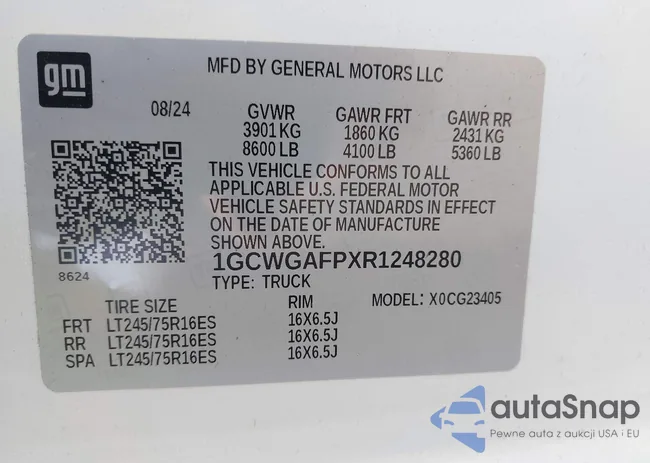 gm
MFD BY GENERAL MOTORS LLC
08/24 GVWR GAWR FRT GAWR RR
3901 KG 1860 KG 2431 KG
8600 LB 4100 LB 5360 LB
THIS VEHICLE CONFORMS TO ALL
APPLICABLE U.S. FEDERAL MOTOR
VEHICLE SAFETY STANDARDS IN EFFECT
ON THE DATE OF MANUFACTURE
SHOWN ABOVE.
8624 1GCWGAFPXR1248280
TYPE: TRUCK MODEL: X0CG23405
TIRE SIZE RIM
FRT LT245/75R16ES 16X6.5J
RR LT245/75R16ES 16X6.5J
SPA LT245/75R16ES 16X6.5J
autaSnap
Pewne auta z aukcji USA i EU